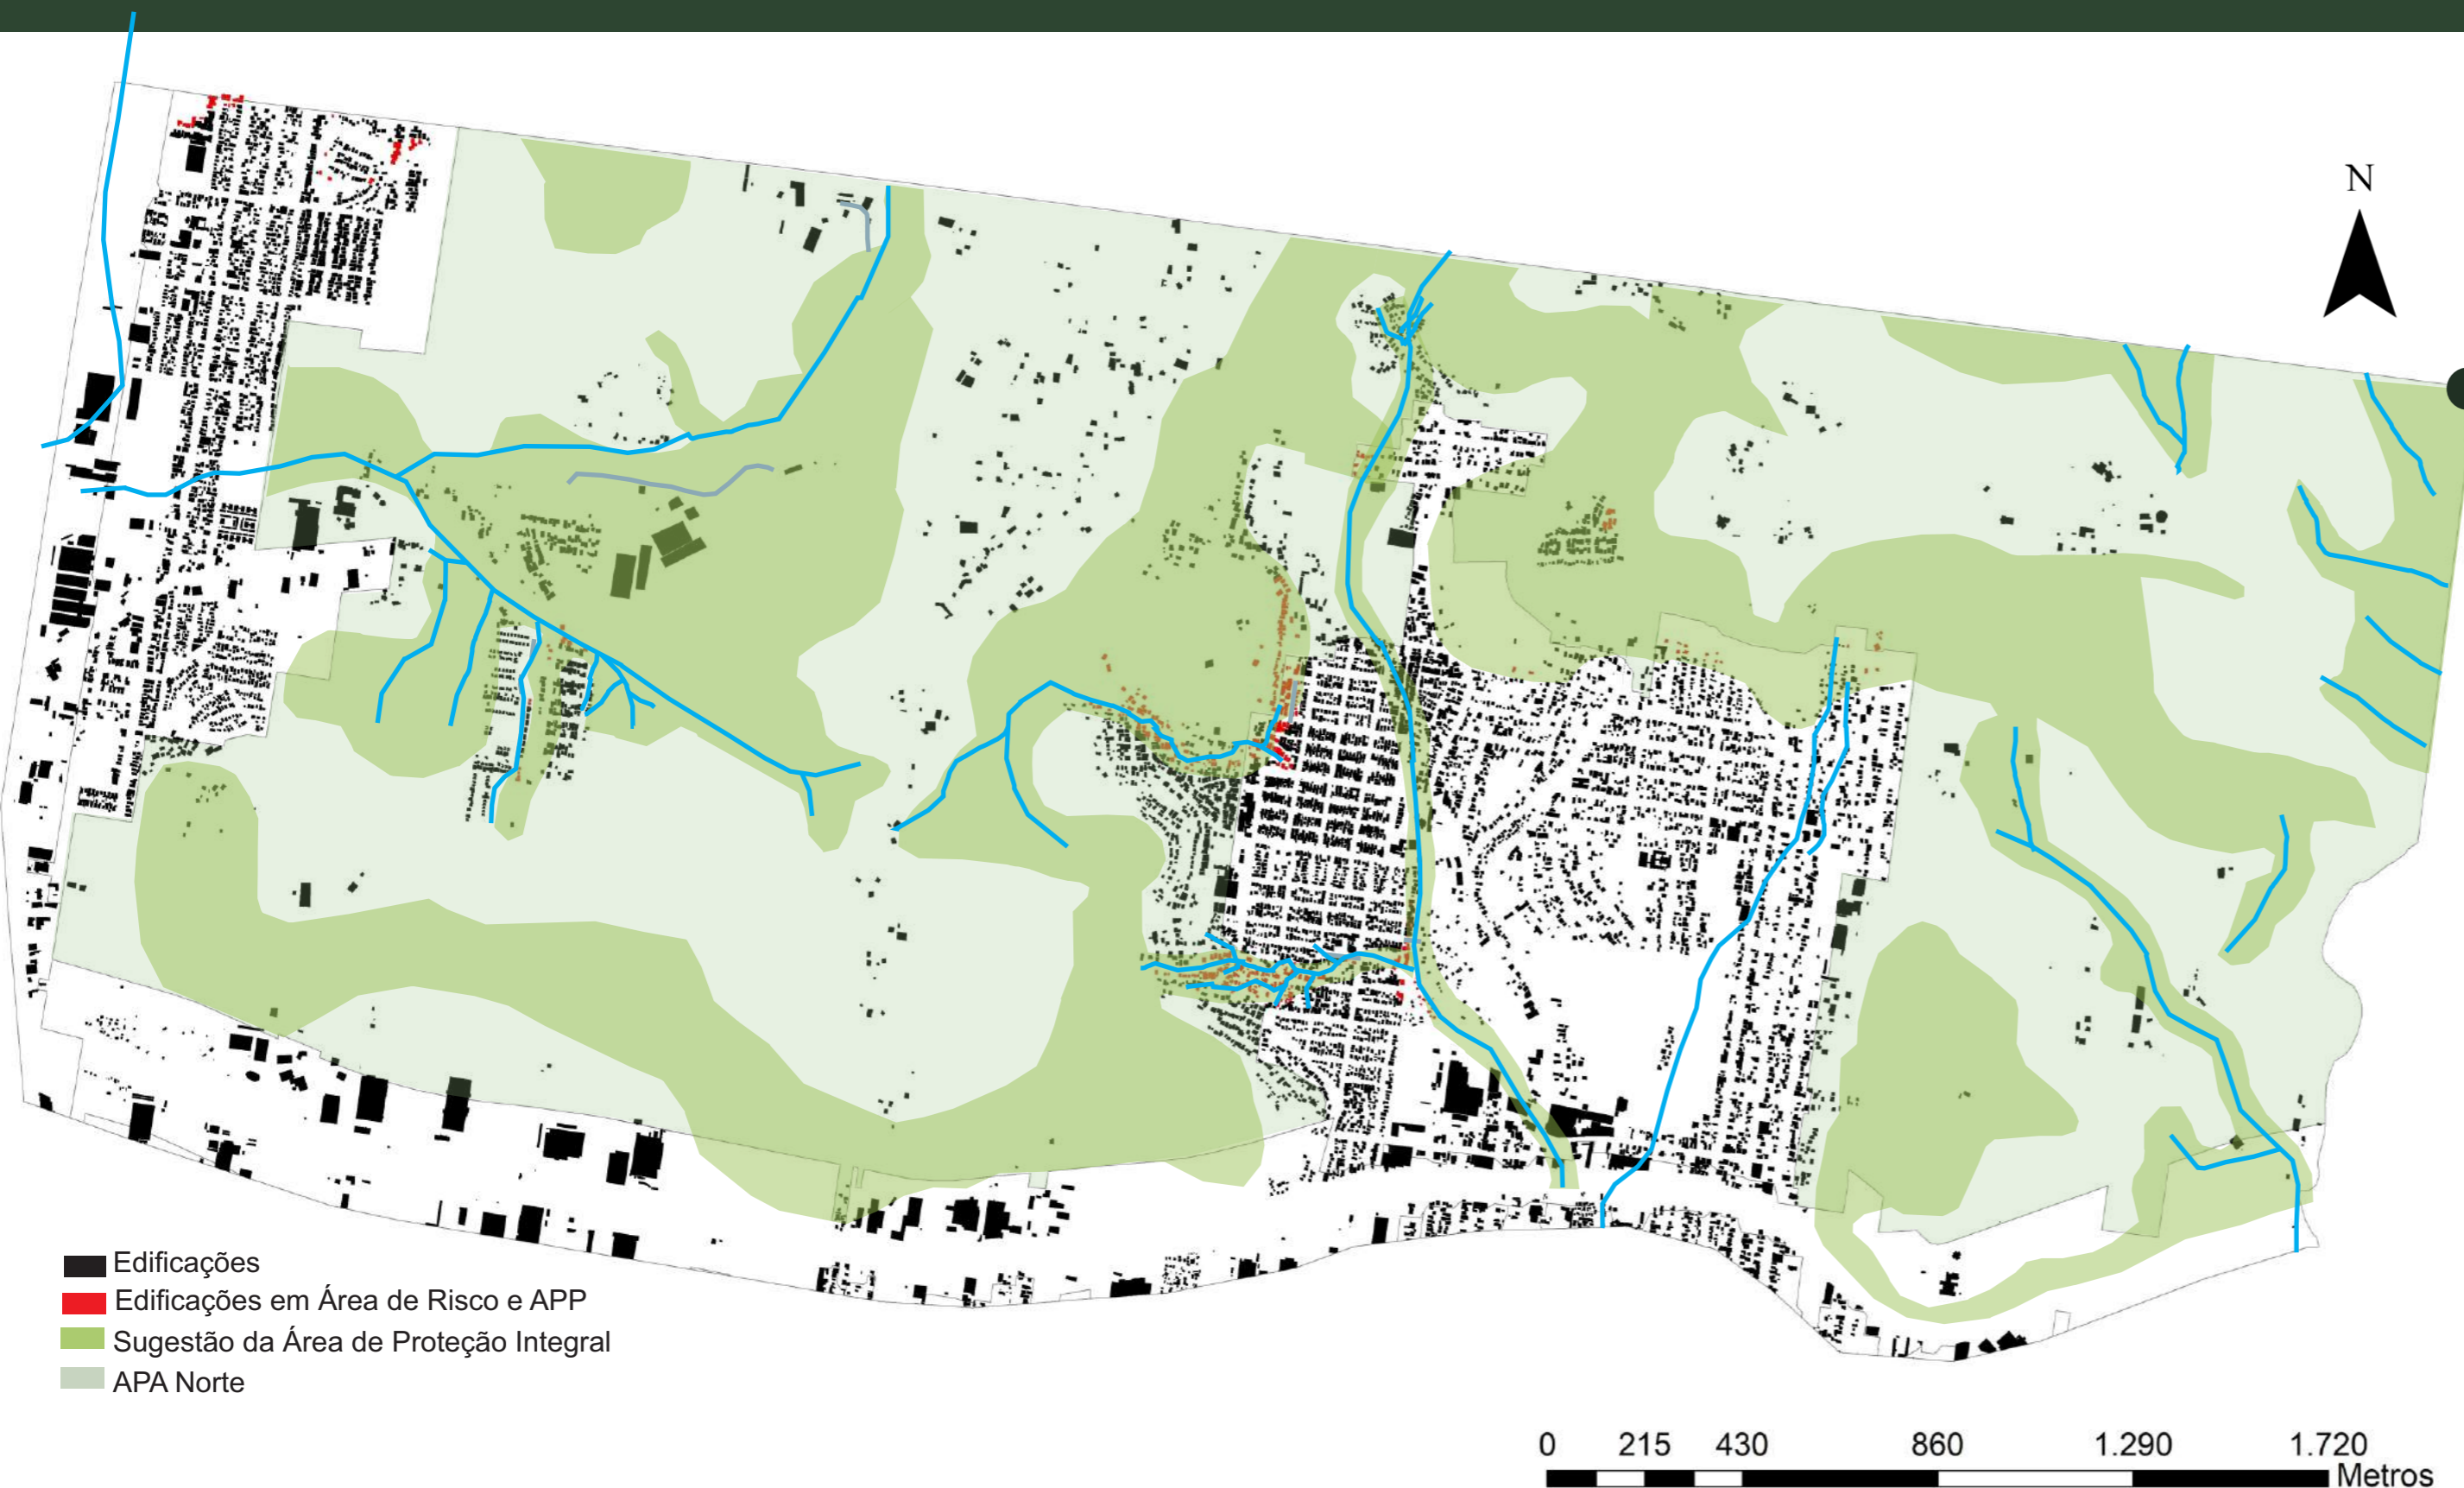 N
Edificações
Edificações em Área de Risco e APP
Sugestão da Área de Proteção Integral
APA Norte
0 215 430 860 1.290 1.720
Metros